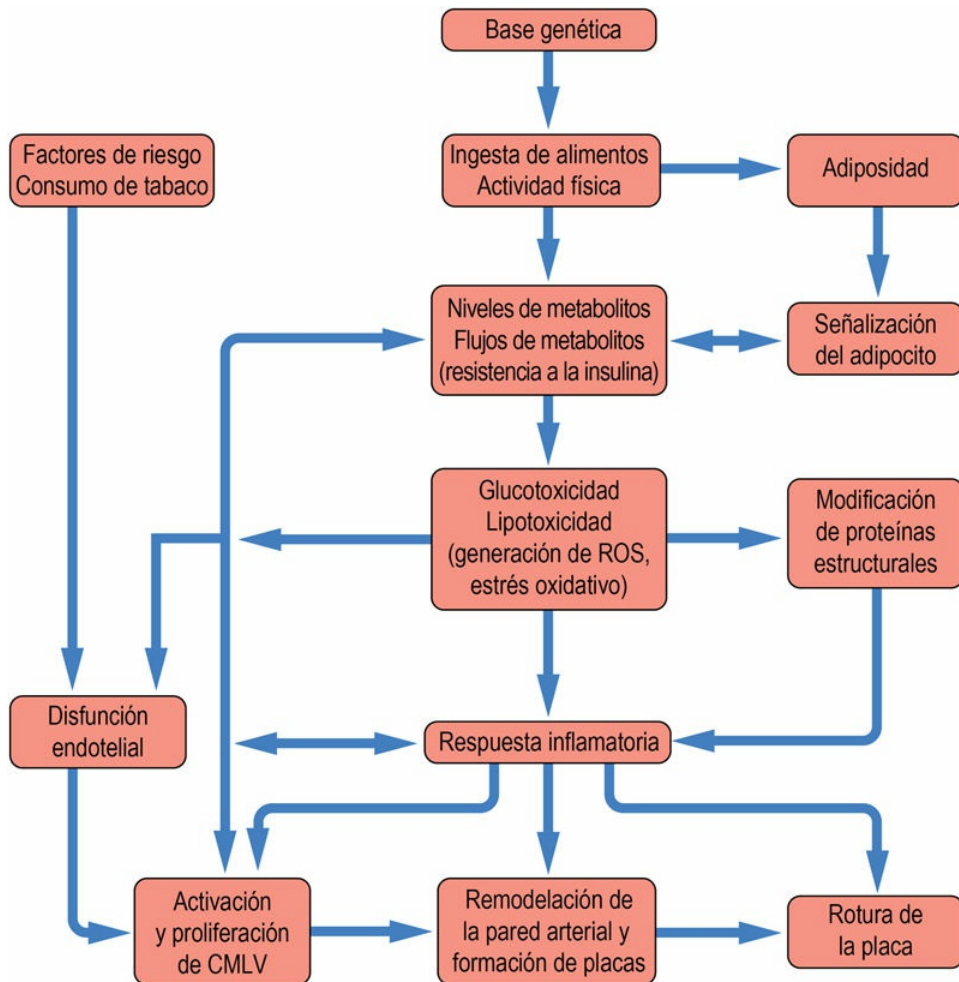 Base genética
Factores de riesgo
Consumo de tabaco
Ingesta de alimentos
Actividad física
Adiposidad
Niveles de metabolitos
Flujos de metabolitos
(resistencia a la insulina)
Señalización
del adipocito
Glucotoxicidad
Lipotoxicidad
(generación de ROS,
estrés oxidativo)
Modificación
de proteínas
estructurales
Disfunción
endotelial
Respuesta inflamatoria
Activación
y proliferación
de CMLV
Remodelación de
la pared arterial y
formación de placas
Rotura de
la placa